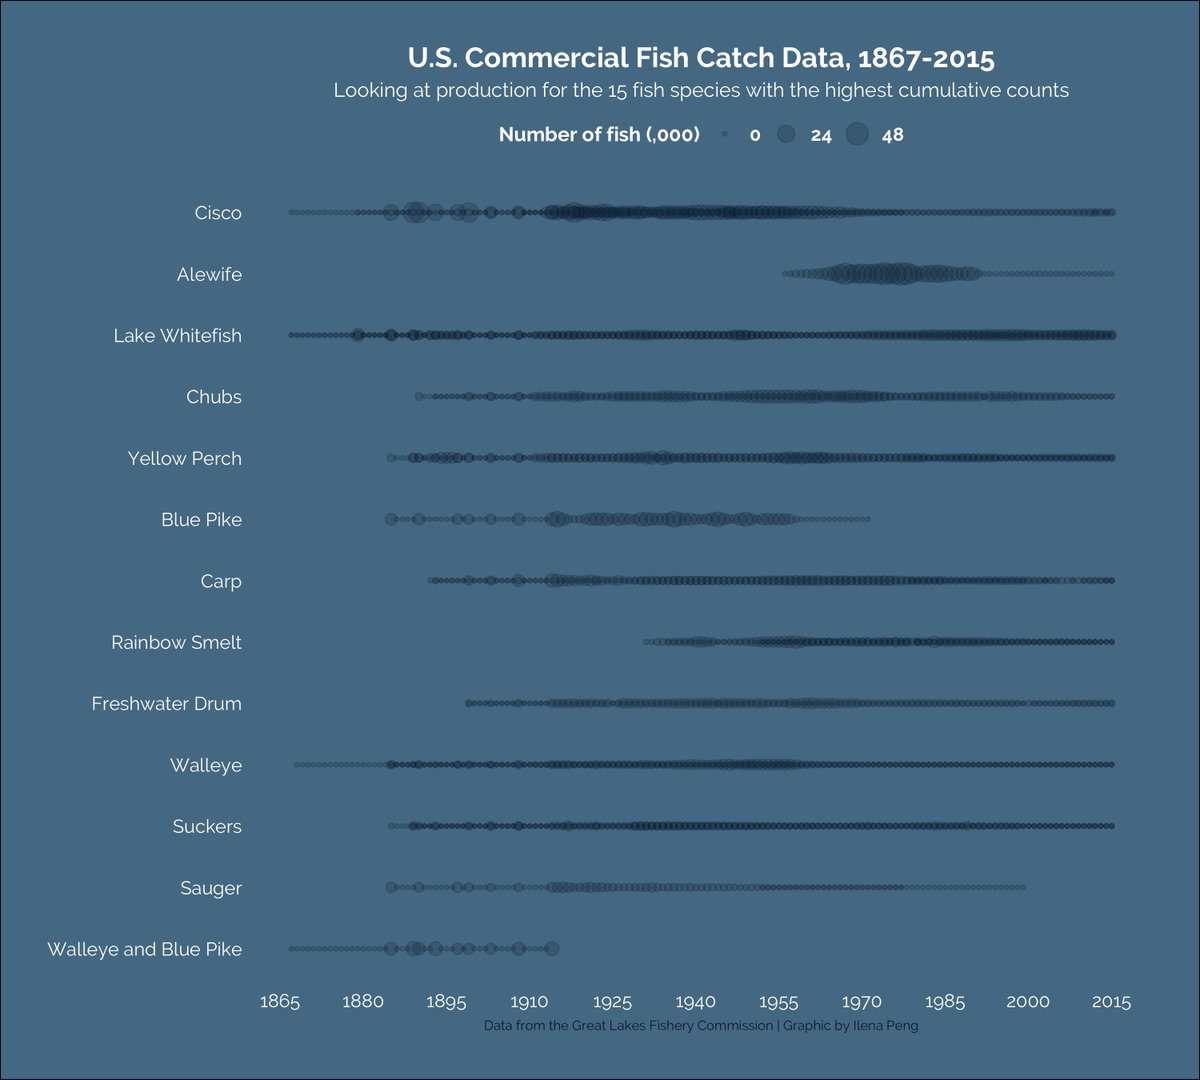 U.S. Commercial Fish Catch Data, 1867-2015
Looking at production for the 15 fish species with the highest cumulative counts
Number of fish (,000) 0 24 48
Cisco
Alewife
Lake Whitefish
Chubs
Yellow Perch
Blue Pike
Carp
Rainbow Smelt
Freshwater Drum
Walleye
Suckers
Sauger
Walleye and Blue Pike
1865 1880 1895 1910 1925 1940 1955 1970 1985 2000 2015
Data from the Great Lakes Fishery Commission | Graphic by Ilena Peng